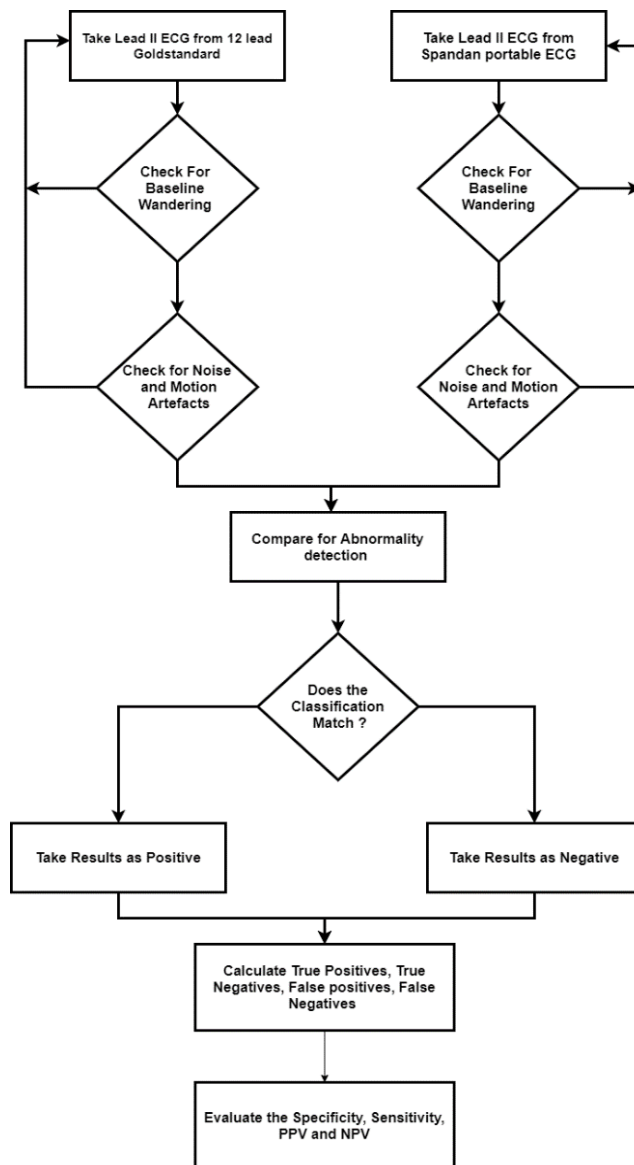 Take Lead II ECG from 12 lead
Goldstandard
Take Lead II ECG from
Spandan portable ECG
Check For
Baseline
Wandering
Check For
Baseline
Wandering
Check for Noise
and Motion
Artefacts
Check for
Noise and Motion
Artefacts
Compare for Abnormality
detection
Does the
Classification
Match ?
Take Results as Positive
Take Results as Negative
Calculate True Positives, True
Negatives, False positives, False
Negatives
Evaluate the Specificity, Sensitivity,
PPV and NPV